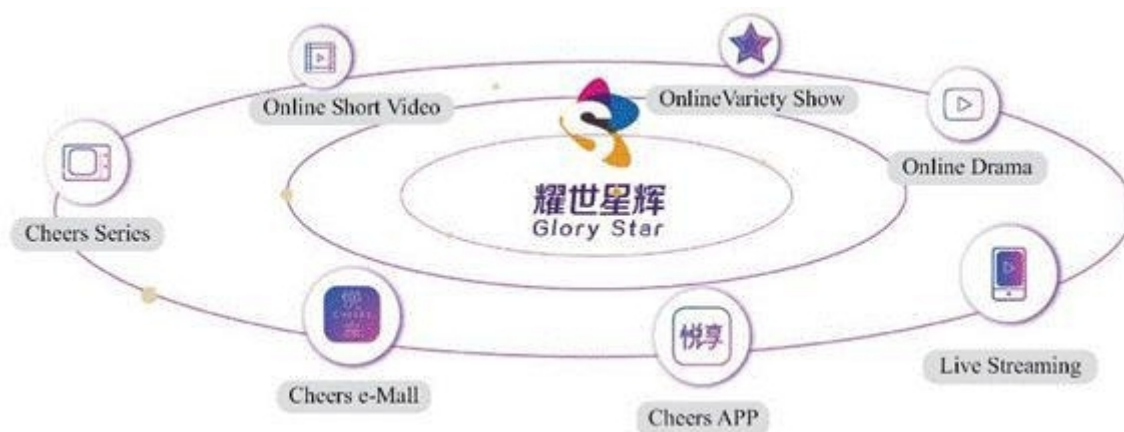 Online Short Video
OnlineVariety Show
Online Drama
Cheers Series
耀世星辉
Glory Star
CHEERS
悦享
Cheers e-Mall
Cheers APP
Live Streaming